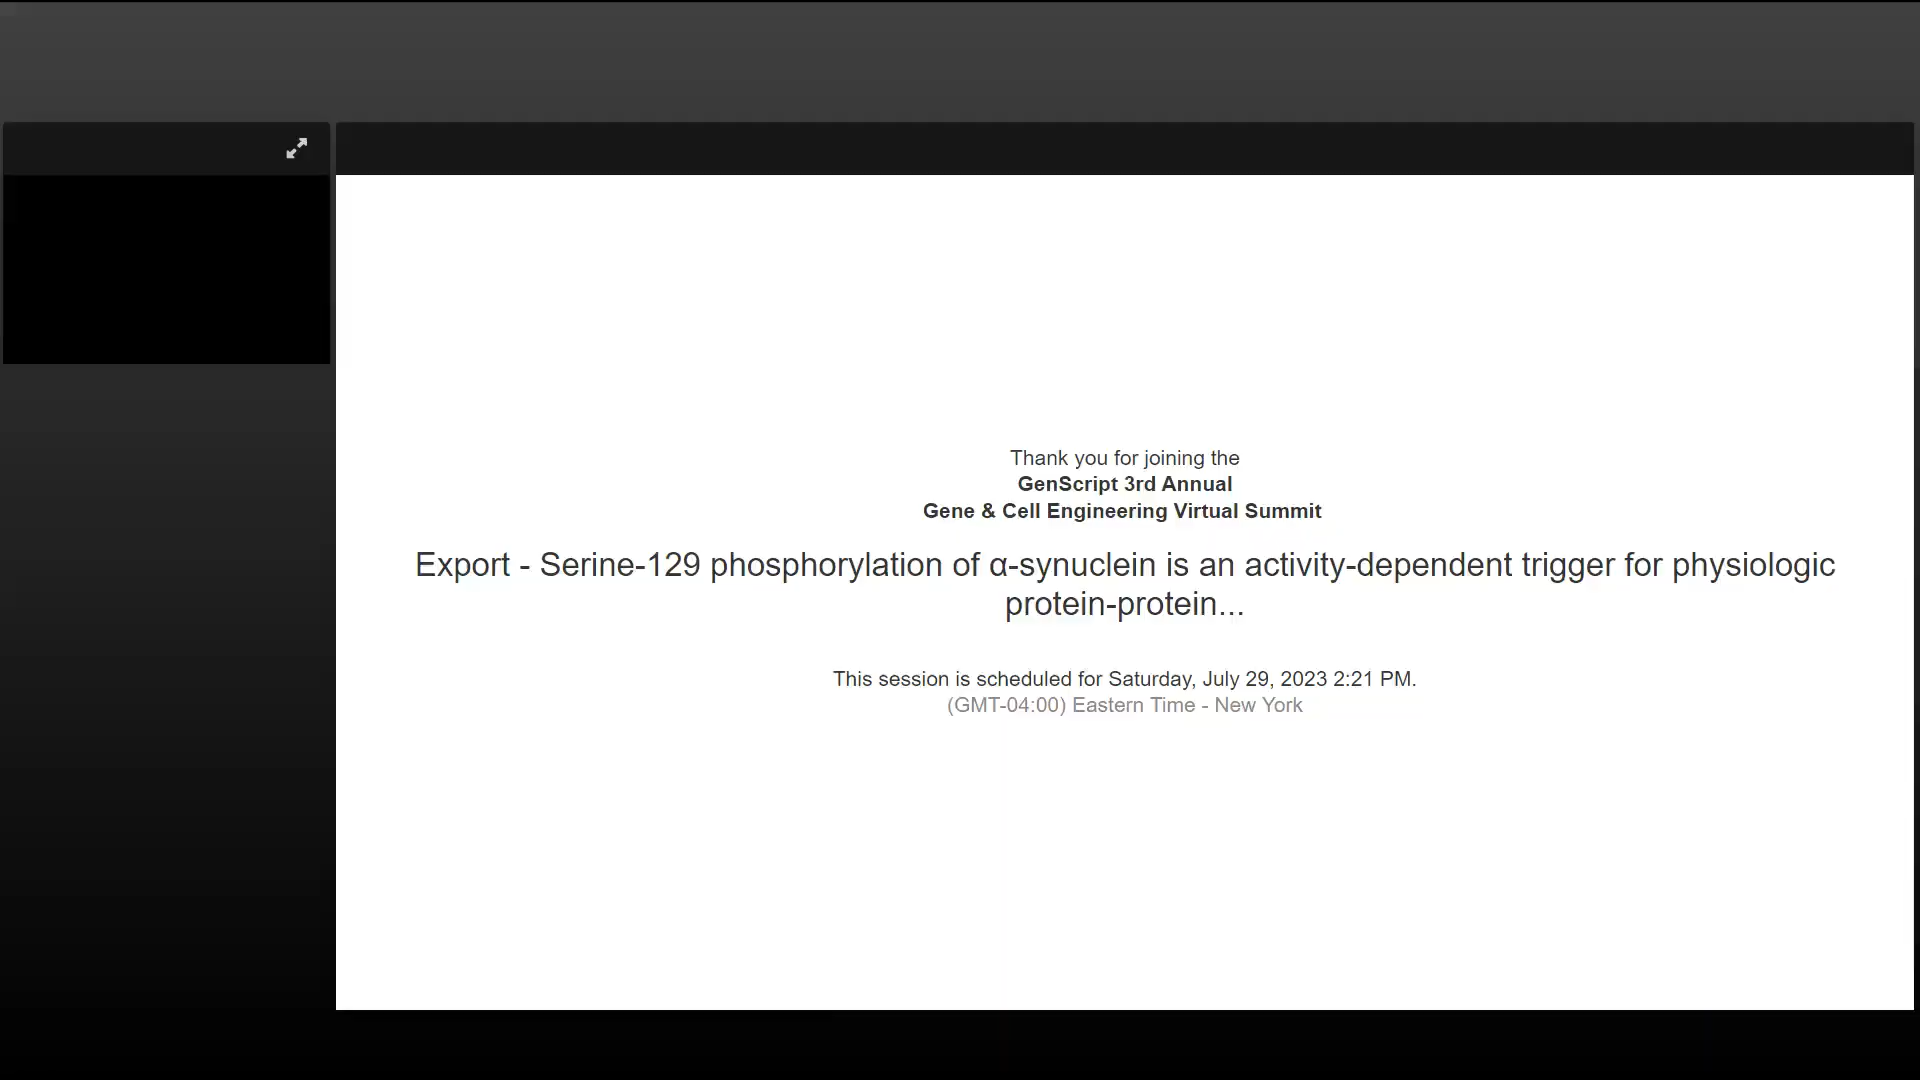 Thank you for joining the
GenScript 3rd Annual
Gene & Cell Engineering Virtual Summit
Export - Serine-129 phosphorylation of α-synuclein is an activity-dependent trigger for physiologic
protein-protein...
This session is scheduled for Saturday, July 29, 2023 2:21 PM.
(GMT-04:00) Eastern Time - New York